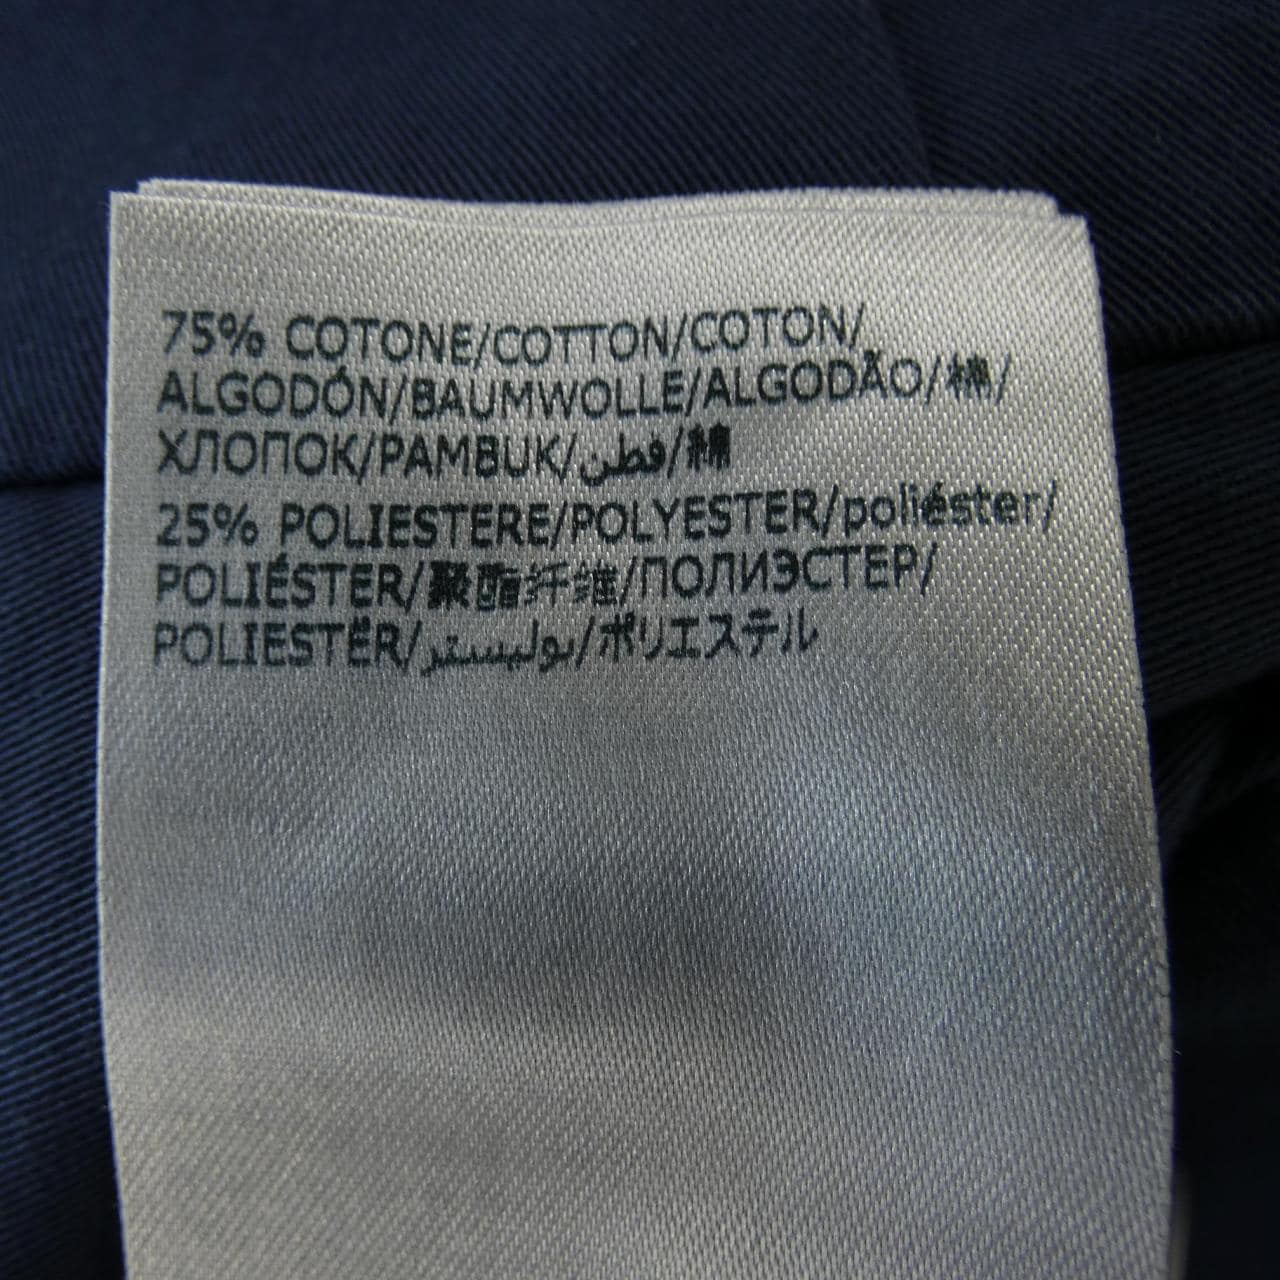 75% COTONE/COTTON/COTON/
ALGODÓN/BAUMWOLLE/ALGODÃO/棉/
ХЛОПОК/PAMBUK/قطن/綿
25% POLIESTERE/POLYESTER/poliéster/
POLIÉSTER/聚酯纤维/ПОЛИЭСТЕР/
POLIESTËR/بوليستر/ポリエステル